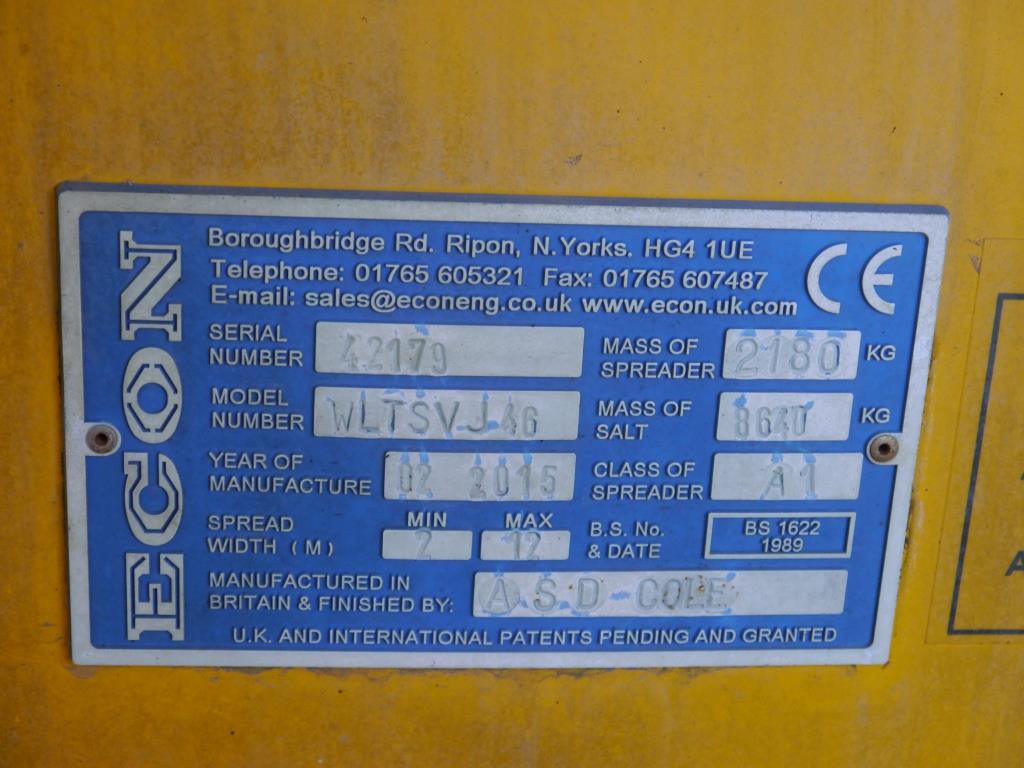 ECON
Boroughbridge Rd. Ripon, N.Yorks. HG4 1UE
Telephone: 01765 605321 Fax: 01765 607487
E-mail: sales@econeng.co.uk www.econ.uk.com
CE
SERIAL
NUMBER 42179
MASS OF
SPREADER 2180 KG
MODEL
NUMBER WLTSVJ46
MASS OF
SALT 8640 KG
YEAR OF
MANUFACTURE 02 2015
CLASS OF
SPREADER A1
SPREAD
WIDTH (M)
MIN MAX
2 12
B.S. No.
& DATE
BS 1622
1989
MANUFACTURED IN
BRITAIN & FINISHED BY: A S D COLE
U.K. AND INTERNATIONAL PATENTS PENDING AND GRANTED